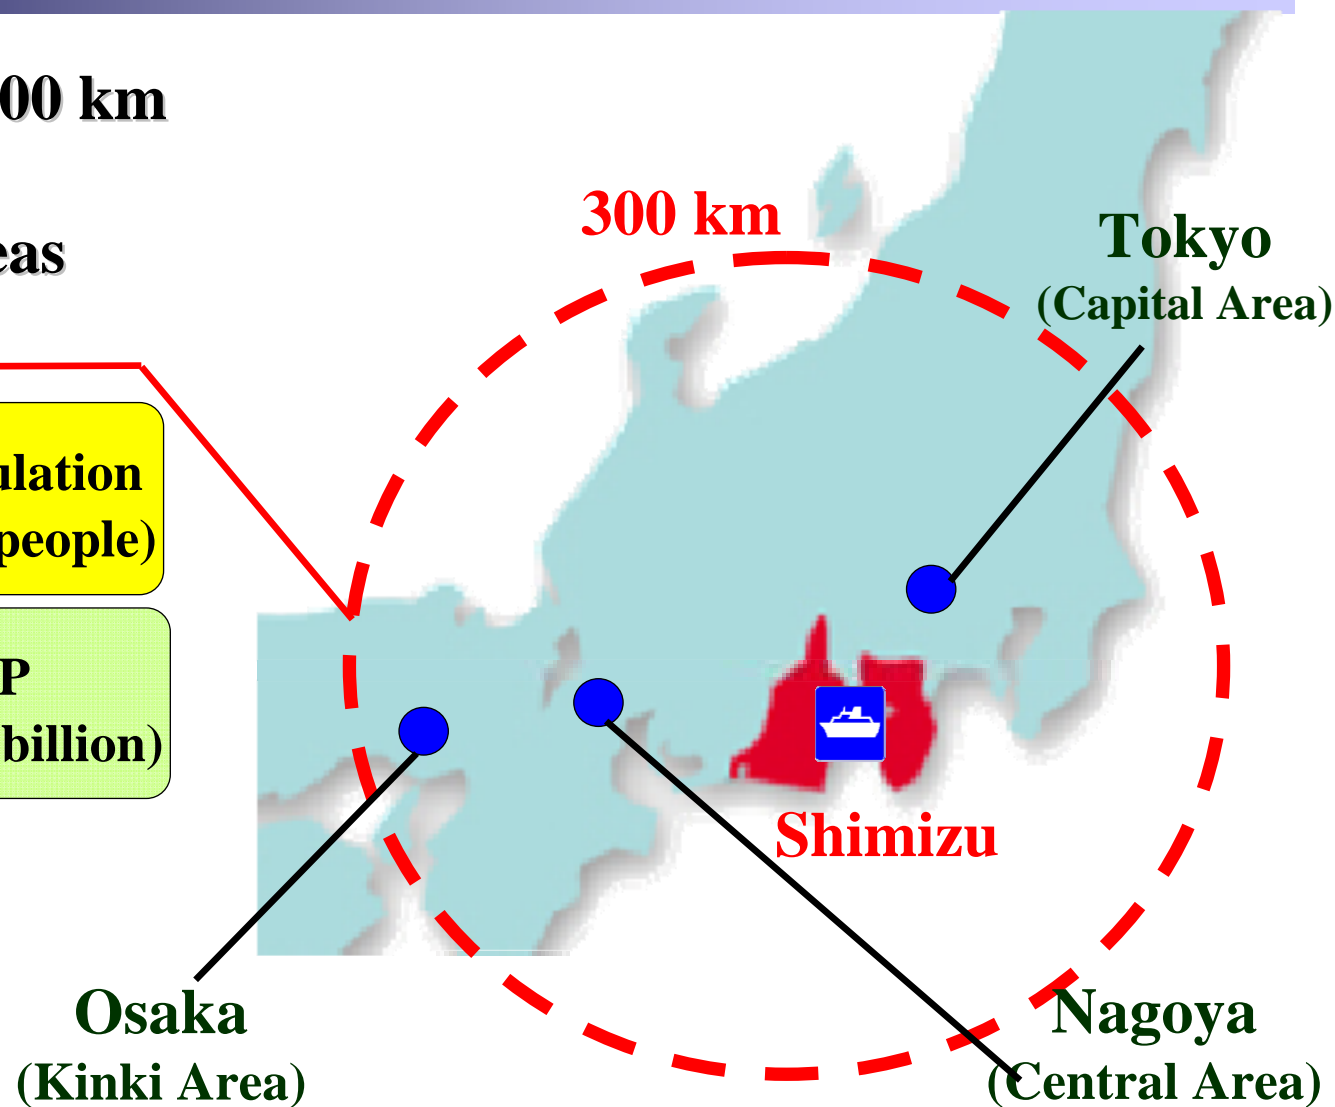 00 km
300 km
Tokyo
(Capital Area)
eas
ulation
people)
P
billion)
Shimizu
Osaka
(Kinki Area)
Nagoya
(Central Area)